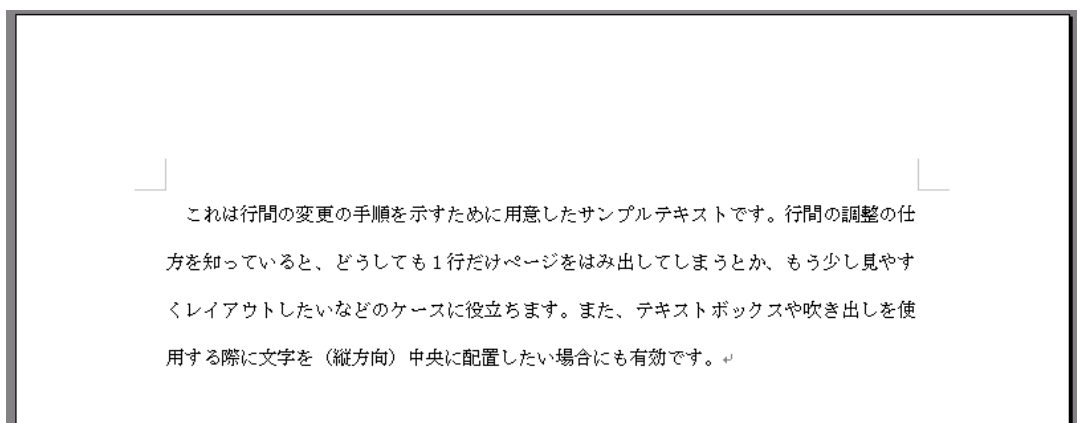 これは行間の変更の手順を示すために用意したサンプルテキストです。行間の調整の仕
方を知っていると、どうしても１行だけページをはみ出してしまうとか、もう少し見やす
くレイアウトしたいなどのケースに役立ちます。また、テキストボックスや吹き出しを使
用する際に文字を（縦方向）中央に配置したい場合にも有効です。